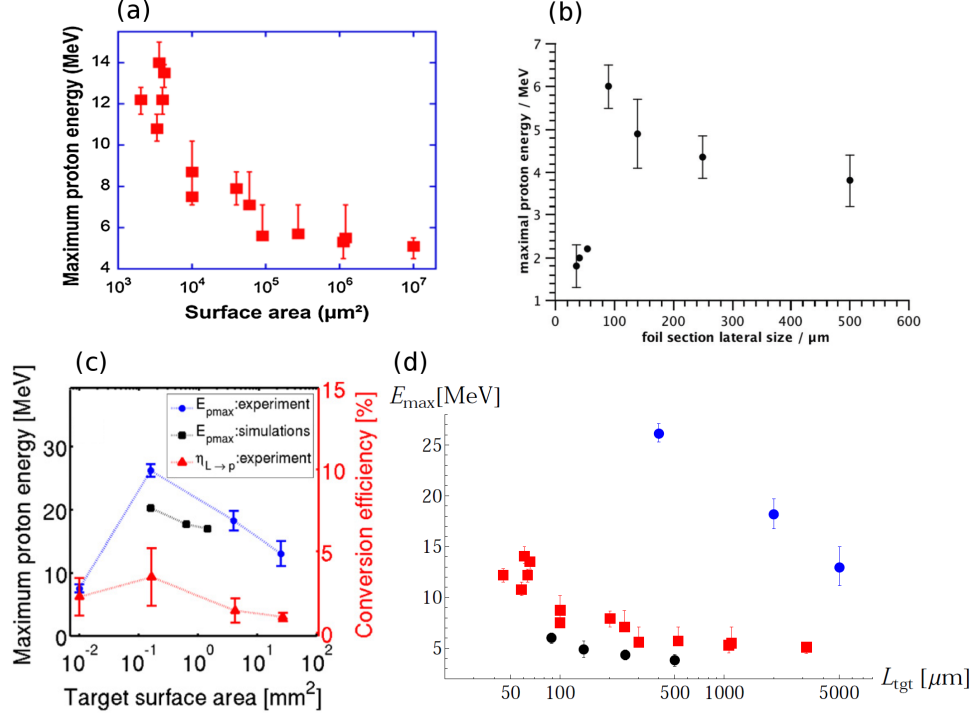 (a)
Maximum proton energy (MeV)
14
12
10
8
6
4
10³
10⁴
10⁵
10⁶
10⁷
Surface area (µm²)
(b)
maximal proton energy / MeV
7
6
5
4
3
2
1
0 100 200 300 400 500 600
foil section lateral size / µm
(c)
Maximum proton energy [MeV]
30
20
10
0
E_pmax:experiment
E_pmax:simulations
η_L→p:experiment
15
10
5
0
Conversion efficiency [%]
10⁻² 10⁻¹ 10⁰ 10¹ 10²
Target surface area [mm²]
(d)
E_max[MeV]
25
20
15
10
5
50 100 500 1000 5000
L_tgt [µm]